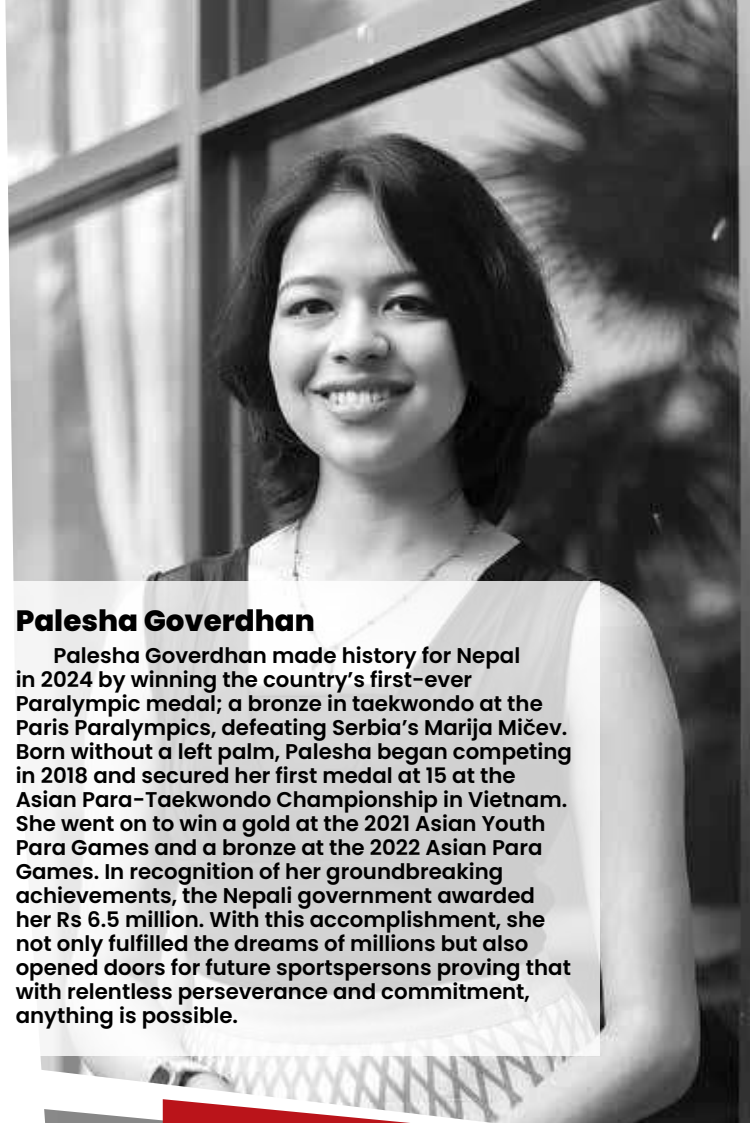 Palesha Goverdhan
Palesha Goverdhan made history for Nepal
in 2024 by winning the country's first-ever
Paralympic medal; a bronze in taekwondo at the
Paris Paralympics, defeating Serbia's Marija Mičev.
Born without a left palm, Palesha began competing
in 2018 and secured her first medal at 15 at the
Asian Para-Taekwondo Championship in Vietnam.
She went on to win a gold at the 2021 Asian Youth
Para Games and a bronze at the 2022 Asian Para
Games. In recognition of her groundbreaking
achievements, the Nepali government awarded
her Rs 6.5 million. With this accomplishment, she
not only fulfilled the dreams of millions but also
opened doors for future sportspersons proving that
with relentless perseverance and commitment,
anything is possible.